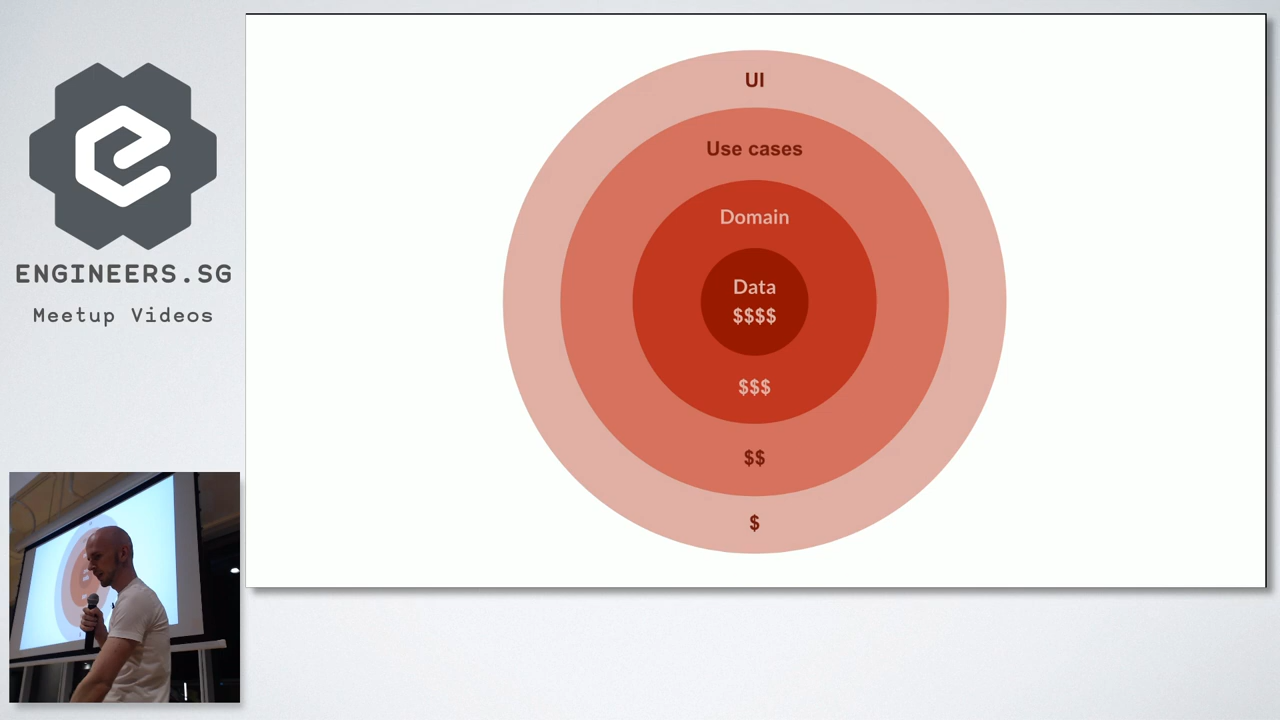 ENGINEERS.SG
Meetup Videos
UI
Use cases
Domain
Data
$$$$
$$$
$$
$